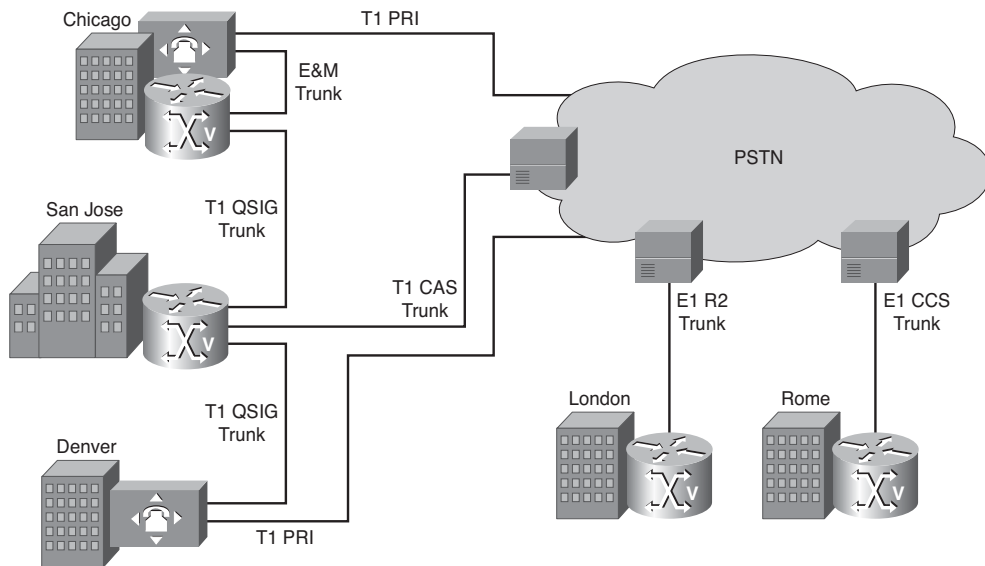 Chicago
T1 PRI
E&M
Trunk
V
PSTN
T1 QSIG
Trunk
San Jose
V
T1 CAS
Trunk
E1 R2
Trunk
E1 CCS
Trunk
T1 QSIG
Trunk
London
V
Rome
V
Denver
T1 PRI